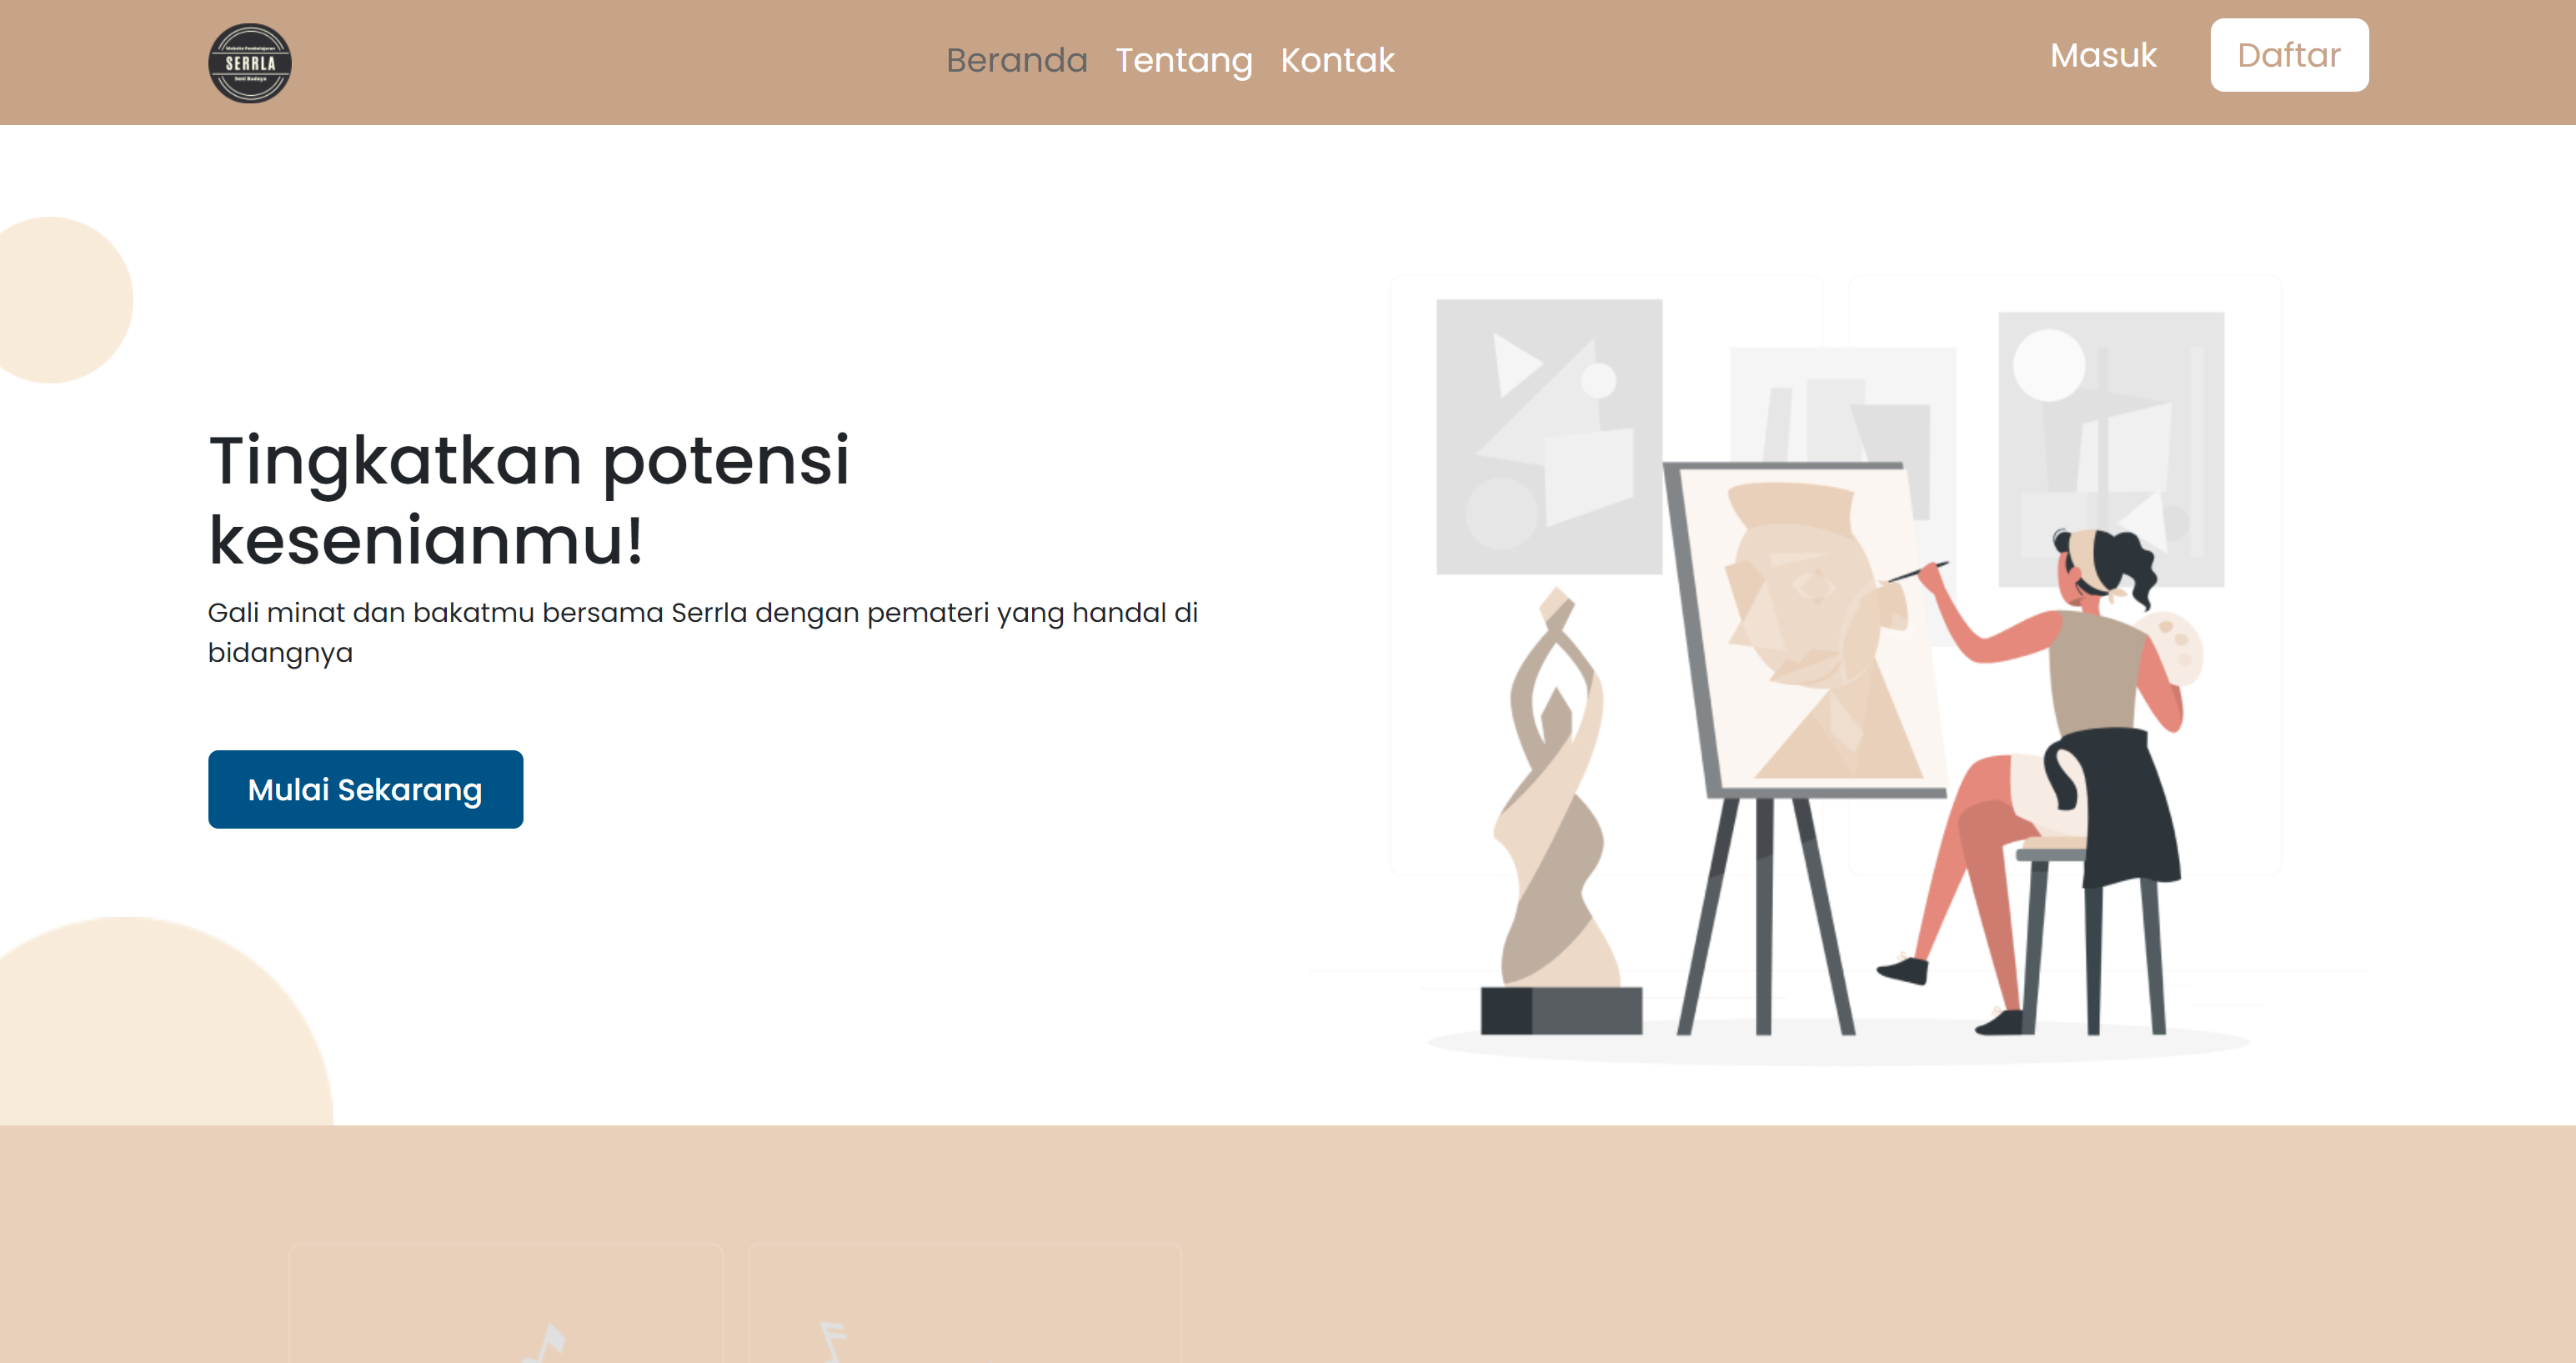 Website Pembelajaran
SERRLA
Seni Budaya
Beranda Tentang Kontak
Masuk Daftar
Tingkatkan potensi
kesenianmu!
Gali minat dan bakatmu bersama Serrla dengan pemateri yang handal di
bidangnya
Mulai Sekarang